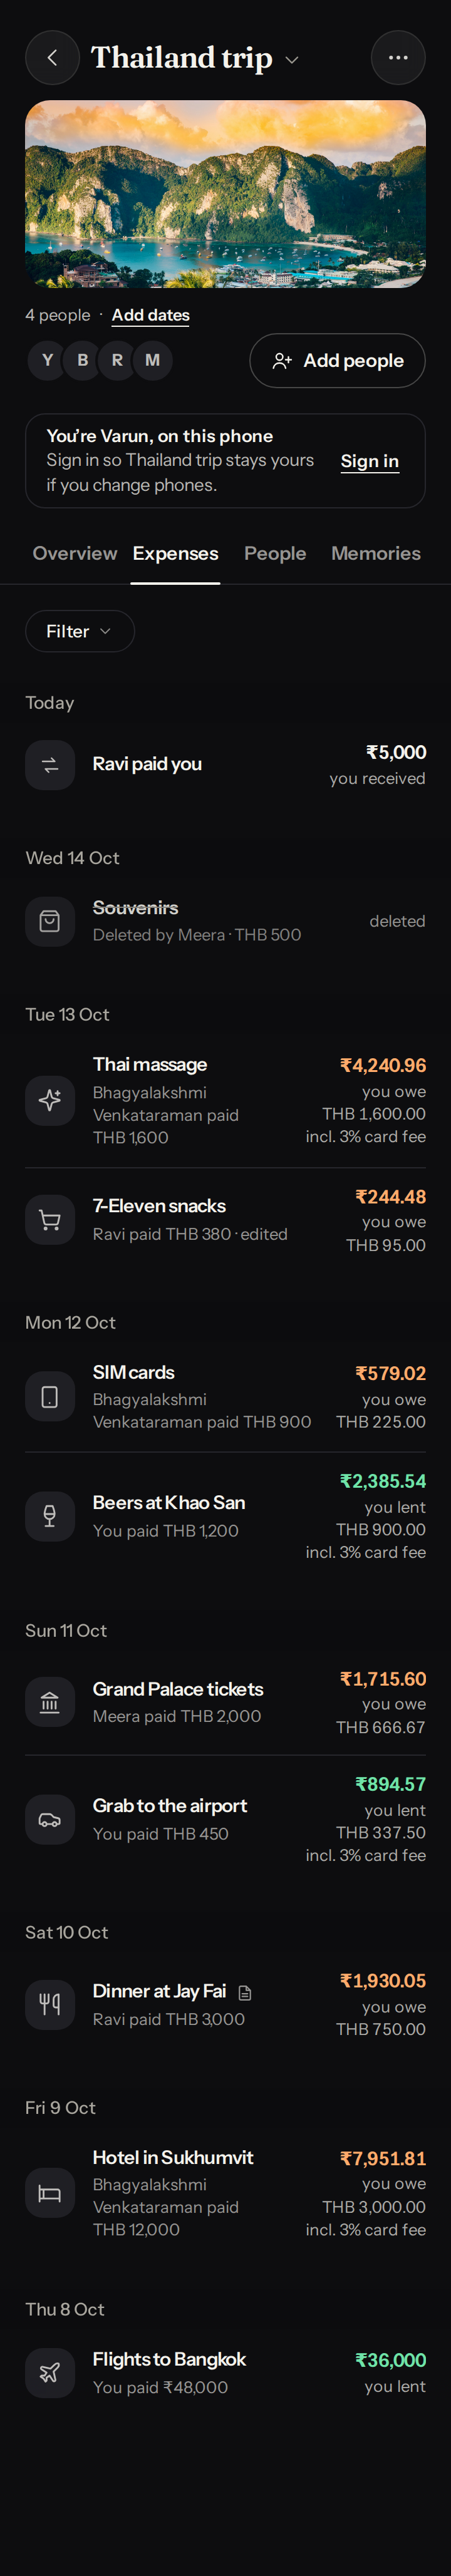 Thailand trip
4 people · Add dates
Y B R M
Add people
You're Varun, on this phone
Sign in so Thailand trip stays yours
if you change phones.
Sign in
Overview Expenses People Memories
Filter
Today
Ravi paid you
₹5,000
you received
Wed 14 Oct
Souvenirs
Deleted by Meera · THB 500
deleted
Tue 13 Oct
Thai massage
Bhagyalakshmi
Venkataraman paid
THB 1,600
₹4,240.96
you owe
THB 1,600.00
incl. 3% card fee
7-Eleven snacks
Ravi paid THB 380 · edited
₹244.48
you owe
THB 95.00
Mon 12 Oct
SIM cards
Bhagyalakshmi
Venkataraman paid THB 900
₹579.02
you owe
THB 225.00
Beers at Khao San
You paid THB 1,200
₹2,385.54
you lent
THB 900.00
incl. 3% card fee
Sun 11 Oct
Grand Palace tickets
Meera paid THB 2,000
₹1,715.60
you owe
THB 666.67
Grab to the airport
You paid THB 450
₹894.57
you lent
THB 337.50
incl. 3% card fee
Sat 10 Oct
Dinner at Jay Fai
Ravi paid THB 3,000
₹1,930.05
you owe
THB 750.00
Fri 9 Oct
Hotel in Sukhumvit
Bhagyalakshmi
Venkataraman paid
THB 12,000
₹7,951.81
you owe
THB 3,000.00
incl. 3% card fee
Thu 8 Oct
Flights to Bangkok
You paid ₹48,000
₹36,000
you lent